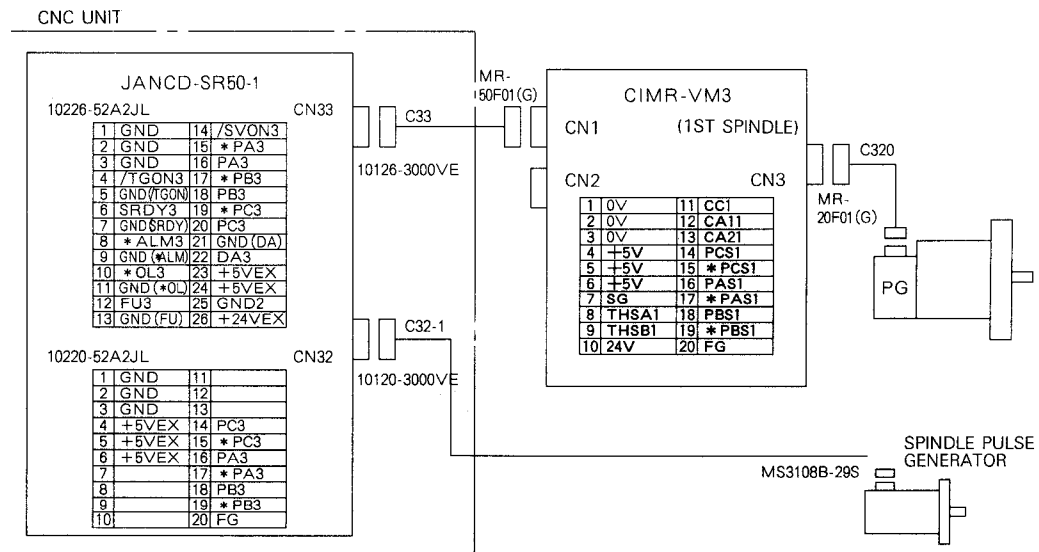 CNC UNIT
JANCD-SR50-1
10226-52A2JL CN33
1 GND 14 /SVON3
2 GND 15 *PA3
3 GND 16 PA3
4 /TGON3 17 *PB3
5 GND(/TGON) 18 PB3
6 SRDY3 19 *PC3
7 GND(SRDY) 20 PC3
8 *ALM3 21 GND(DA)
9 GND(*ALM) 22 DA3
10 *OL3 23 +5VEX
11 GND(*OL) 24 +5VEX
12 FU3 25 GND2
13 GND(FU) 26 +24VEX
10220-52A2JL CN32
1 GND 11
2 GND 12
3 GND 13
4 +5VEX 14 PC3
5 +5VEX 15 *PC3
6 +5VEX 16 PA3
7 17 *PA3
8 18 PB3
9 19 *PB3
10 20 FG
C33
10126-3000VE
C32-1
10120-3000VE
MR-
50F01(G)
CIMR-VM3
CN1 (1ST SPINDLE)
CN2 CN3
1 0V 11 CC1
2 0V 12 CA11
3 0V 13 CA21
4 +5V 14 PCS1
5 +5V 15 *PCS1
6 +5V 16 PAS1
7 SG 17 *PAS1
8 THSA1 18 PBS1
9 THSB1 19 *PBS1
10 24V 20 FG
C320
MR-
20F01(G)
PG
SPINDLE PULSE
GENERATOR
MS3108B-29S